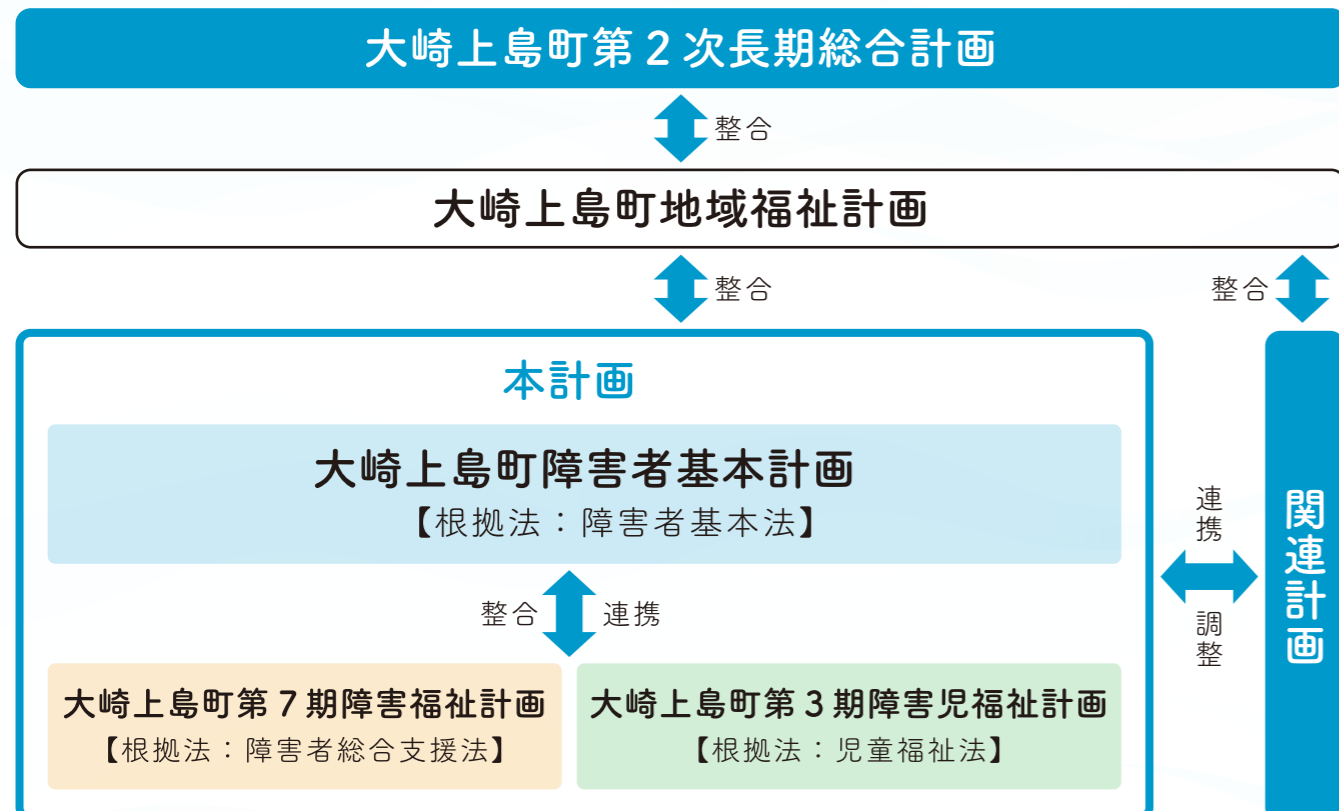 大崎上島町第２次長期総合計画
整合
大崎上島町地域福祉計画
整合
整合
本計画
大崎上島町障害者基本計画
【根拠法：障害者基本法】
整合
連携
大崎上島町第７期障害福祉計画
【根拠法：障害者総合支援法】
大崎上島町第３期障害児福祉計画
【根拠法：児童福祉法】
連携
調整
関連計画